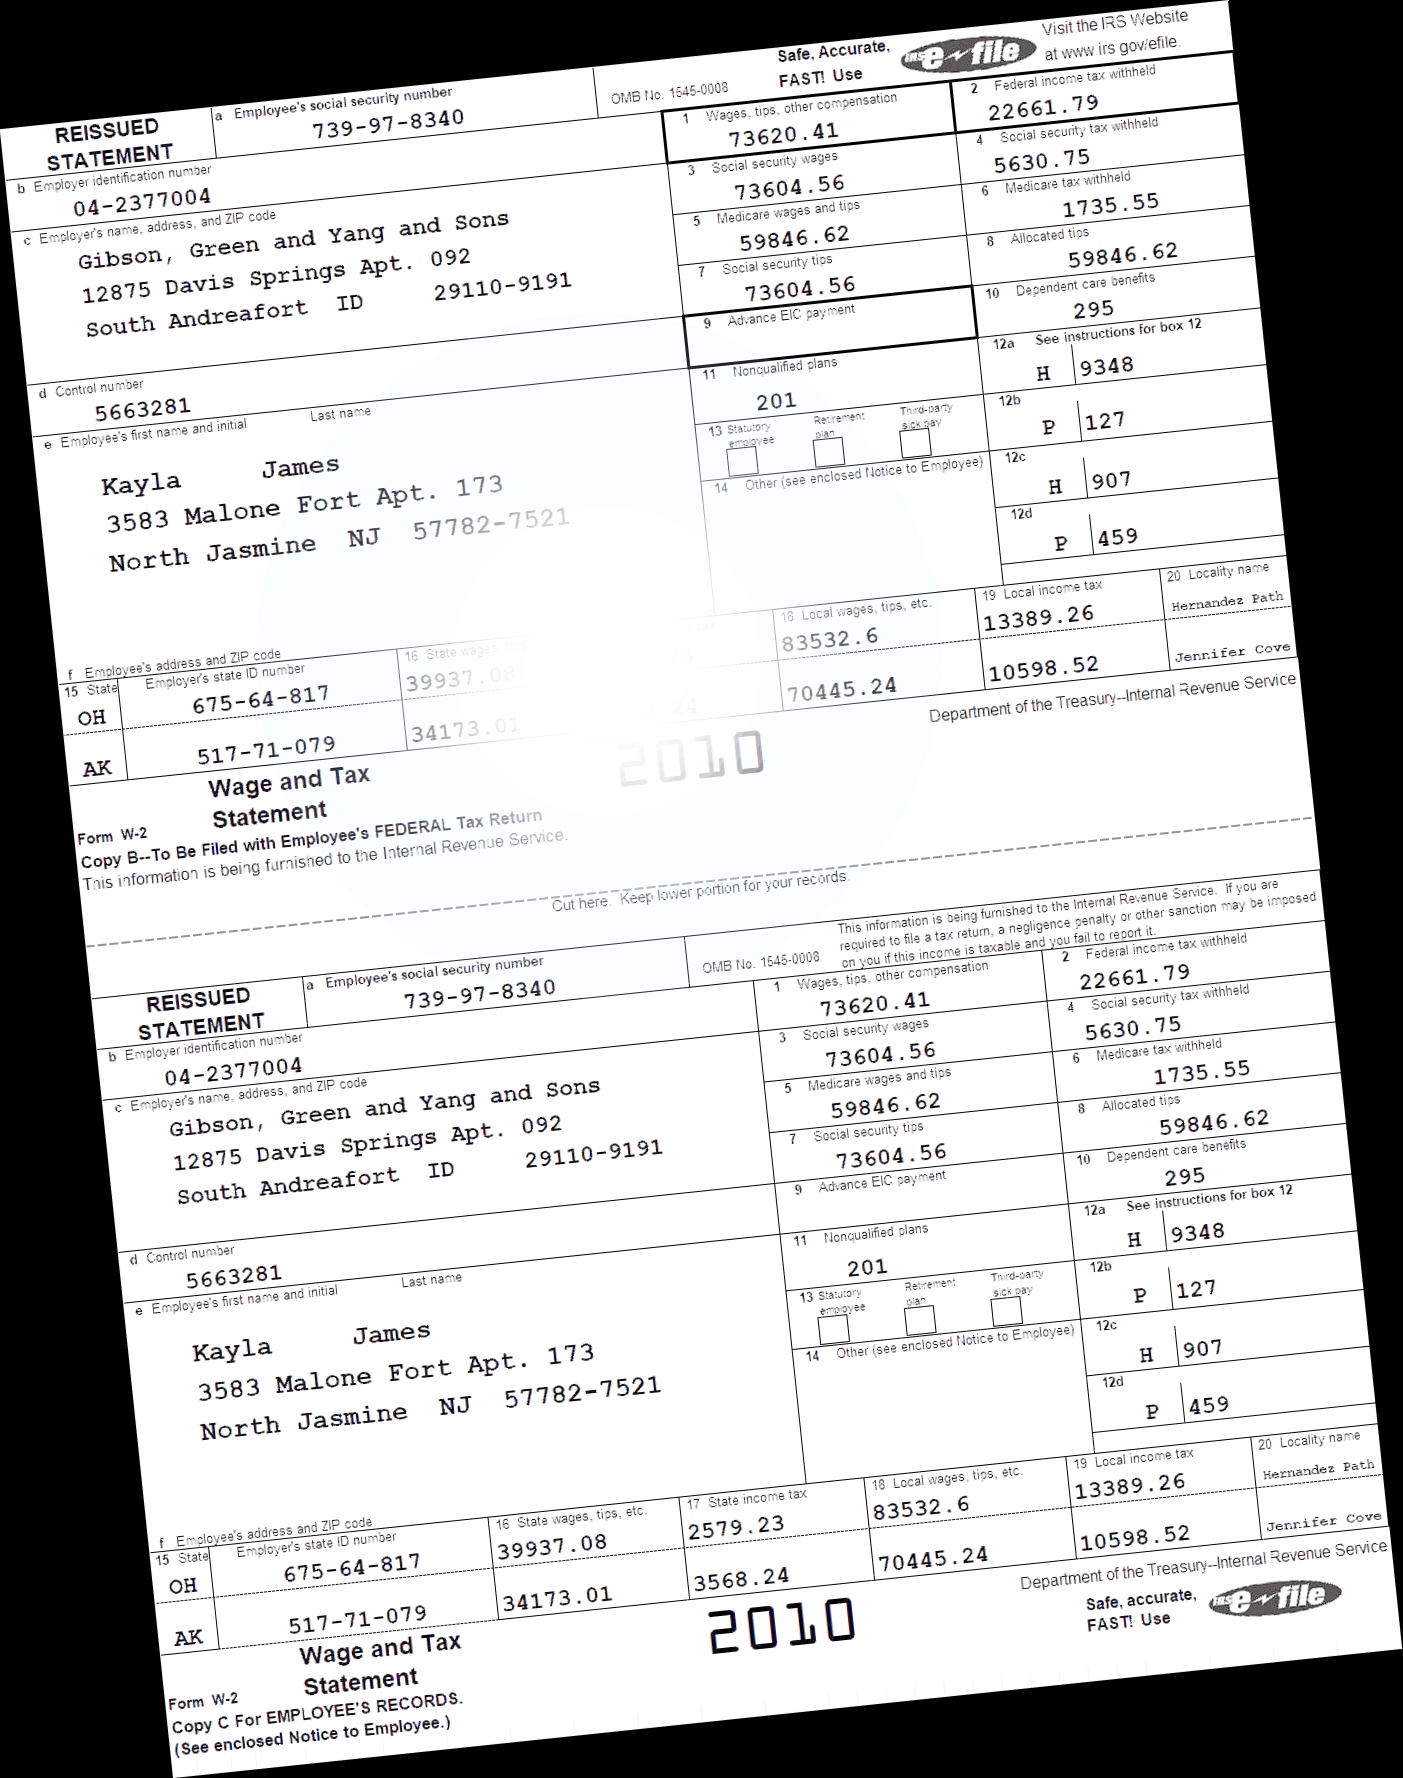 Safe, Accurate,
FAST! Use
IRS e-file
Visit the IRS Website
at www.irs.gov/efile.
REISSUED
STATEMENT
a Employee's social security number
739-97-8340
OMB No. 1545-0008
1 Wages, tips, other compensation
73620.41
2 Federal income tax withheld
22661.79
b Employer identification number
04-2377004
3 Social security wages
73604.56
4 Social security tax withheld
5630.75
c Employer's name, address, and ZIP code
Gibson, Green and Yang and Sons
12875 Davis Springs Apt. 092
South Andreafort ID 29110-9191
5 Medicare wages and tips
59846.62
6 Medicare tax withheld
1735.55
7 Social security tips
73604.56
8 Allocated tips
59846.62
9 Advance EIC payment
10 Dependent care benefits
295
d Control number
5663281
11 Nonqualified plans
201
12a See instructions for box 12
H 9348
e Employee's first name and initial Last name
Kayla James
3583 Malone Fort Apt. 173
North Jasmine NJ 57782-7521
13 Statutory employee Retirement plan Third-party sick pay
12b
P 127
14 Other (see enclosed Notice to Employee)
12c
H 907
12d
P 459
f Employee's address and ZIP code
15 State Employer's state ID number
16 State wages
18 Local wages, tips, etc.
19 Local income tax
20 Locality name
OH 675-64-817 39937.08 83532.6 13389.26 Hernandez Path
AK 517-71-079 34173.01 70445.24 10598.52 Jennifer Cove
Wage and Tax
Statement
Form W-2
2010
Department of the Treasury--Internal Revenue Service
Copy B--To Be Filed with Employee's FEDERAL Tax Return
This information is being furnished to the Internal Revenue Service.
Cut here. Keep lower portion for your records.
This information is being furnished to the Internal Revenue Service. If you are
required to file a tax return, a negligence penalty or other sanction may be imposed
on you if this income is taxable and you fail to report it.
REISSUED
STATEMENT
a Employee's social security number
739-97-8340
OMB No. 1545-0008
1 Wages, tips, other compensation
73620.41
2 Federal income tax withheld
22661.79
b Employer identification number
04-2377004
3 Social security wages
73604.56
4 Social security tax withheld
5630.75
c Employer's name, address, and ZIP code
Gibson, Green and Yang and Sons
12875 Davis Springs Apt. 092
South Andreafort ID 29110-9191
5 Medicare wages and tips
59846.62
6 Medicare tax withheld
1735.55
7 Social security tips
73604.56
8 Allocated tips
59846.62
9 Advance EIC payment
10 Dependent care benefits
295
d Control number
5663281
11 Nonqualified plans
201
12a See instructions for box 12
H 9348
e Employee's first name and initial Last name
Kayla James
3583 Malone Fort Apt. 173
North Jasmine NJ 57782-7521
13 Statutory employee Retirement plan Third-party sick pay
12b
P 127
14 Other (see enclosed Notice to Employee)
12c
H 907
12d
P 459
f Employee's address and ZIP code
15 State Employer's state ID number
16 State wages, tips, etc.
17 State income tax
18 Local wages, tips, etc.
19 Local income tax
20 Locality name
OH 675-64-817 39937.08 2579.23 83532.6 13389.26 Hernandez Path
AK 517-71-079 34173.01 3568.24 70445.24 10598.52 Jennifer Cove
Wage and Tax
Statement
Form W-2
2010
Department of the Treasury--Internal Revenue Service
Safe, accurate,
FAST! Use
IRS e-file
Copy C For EMPLOYEE'S RECORDS.
(See enclosed Notice to Employee.)